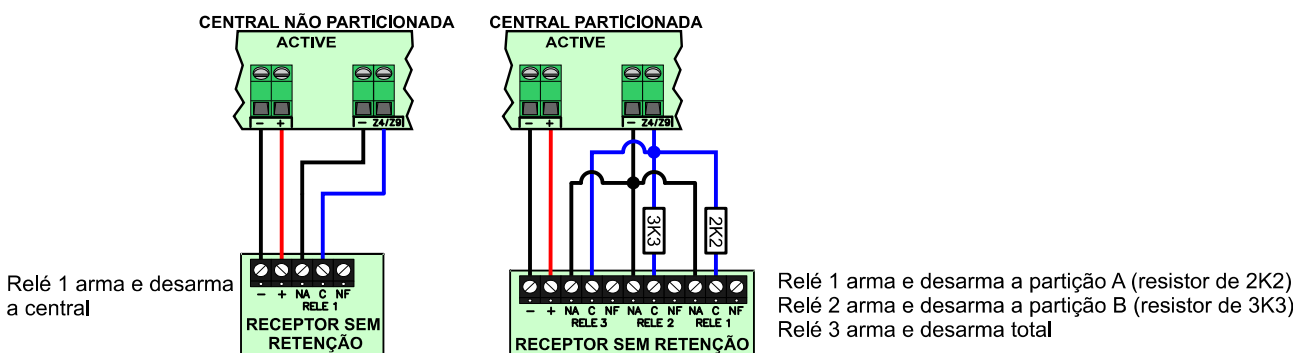 CENTRAL NÃO PARTICIONADA
ACTIVE
- +
- Z4/Z9
Relé 1 arma e desarma
a central
- + NA C NF
RELE 1
RECEPTOR SEM
RETENÇÃO
CENTRAL PARTICIONADA
ACTIVE
- +
- Z4/Z9
3K3
2K2
- + NA C NF NA C NF NA C NF
RELE 3 RELE 2 RELE 1
RECEPTOR SEM RETENÇÃO
Relé 1 arma e desarma a partição A (resistor de 2K2)
Relé 2 arma e desarma a partição B (resistor de 3K3)
Relé 3 arma e desarma total